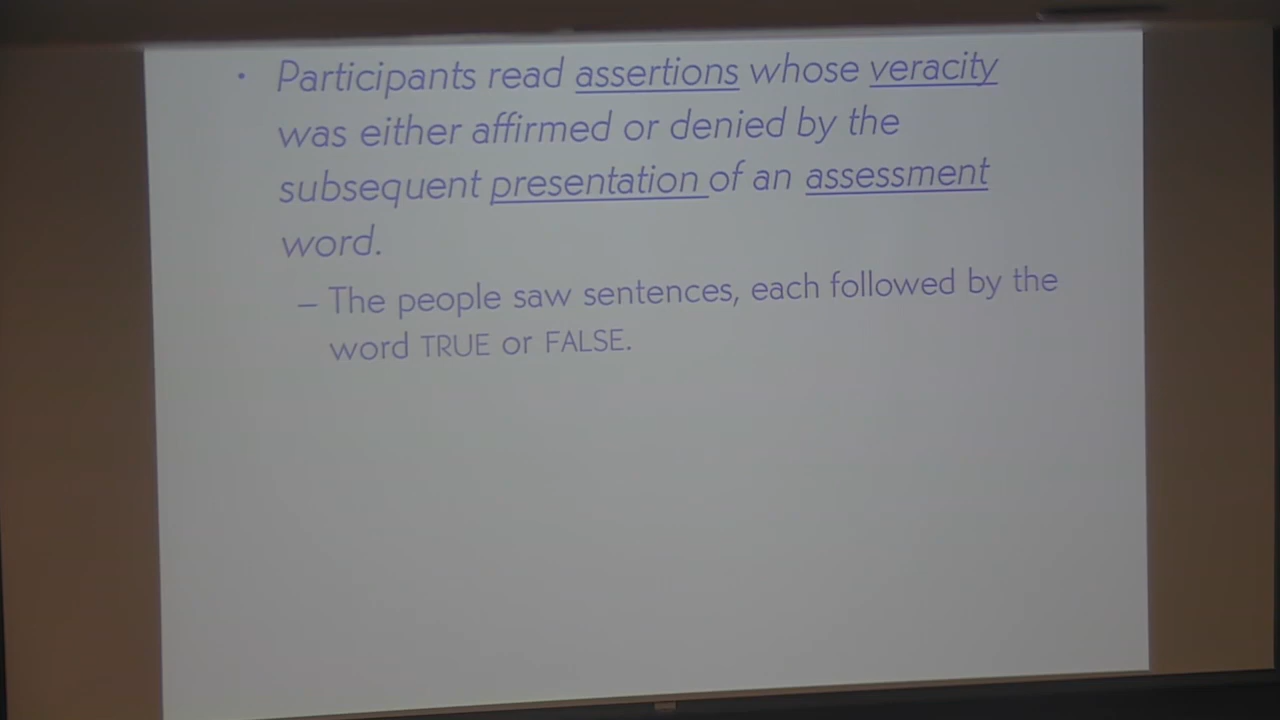 • Participants read assertions whose veracity
was either affirmed or denied by the
subsequent presentation of an assessment
word.
– The people saw sentences, each followed by the
word TRUE or FALSE.